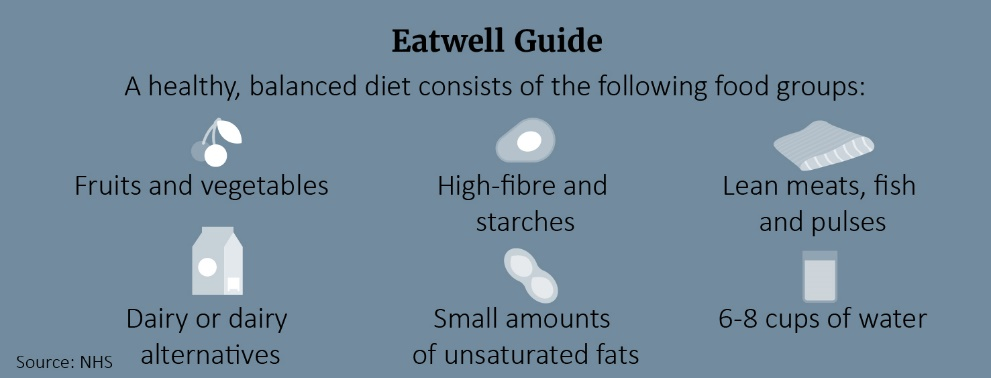 Eatwell Guide
A healthy, balanced diet consists of the following food groups:
Fruits and vegetables
High-fibre and
starches
Lean meats, fish
and pulses
Dairy or dairy
alternatives
Small amounts
of unsaturated fats
6-8 cups of water
Source: NHS